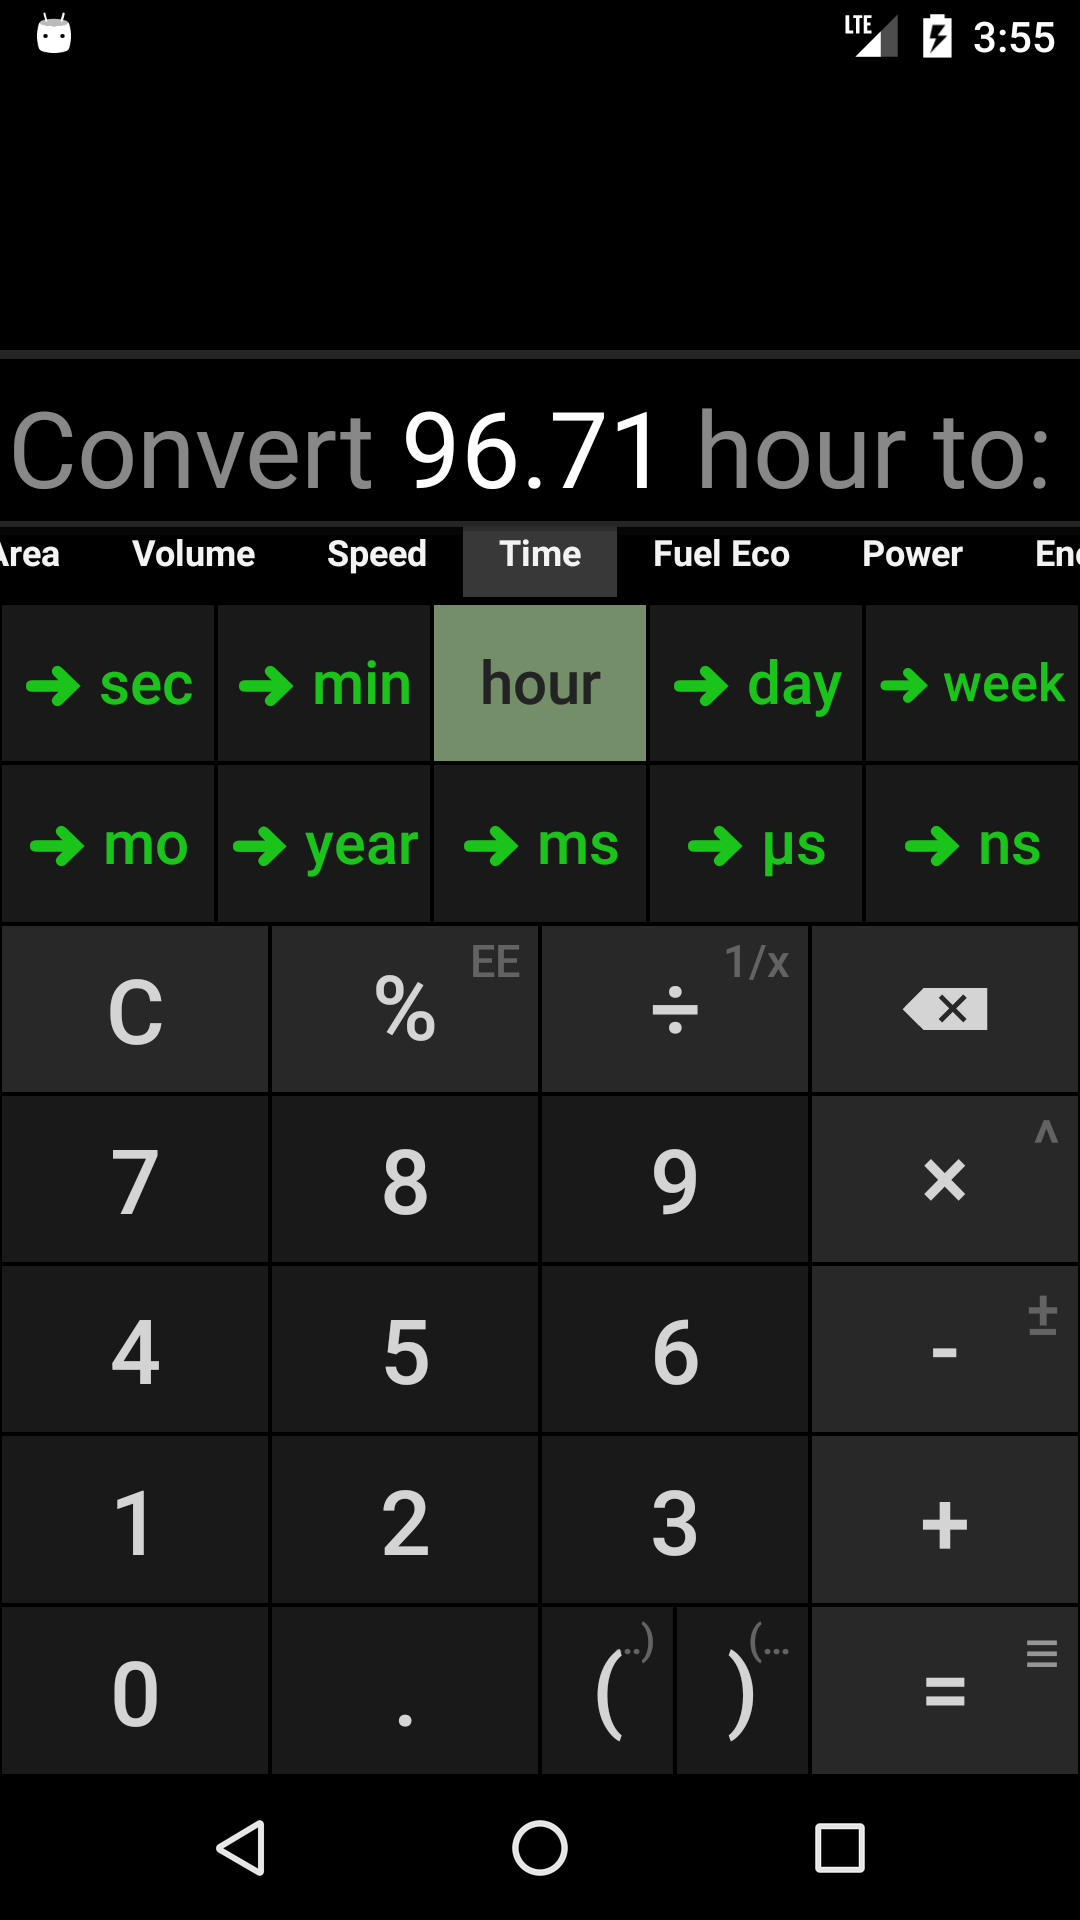 LTE 3:55
Convert 96.71 hour to:
Area Volume Speed Time Fuel Eco Power
sec min hour day week
mo year ms µs ns
C % EE ÷ 1/x
7 8 9 × ^
4 5 6 - ±
1 2 3 +
0 . ( ..) ) (... = ≡